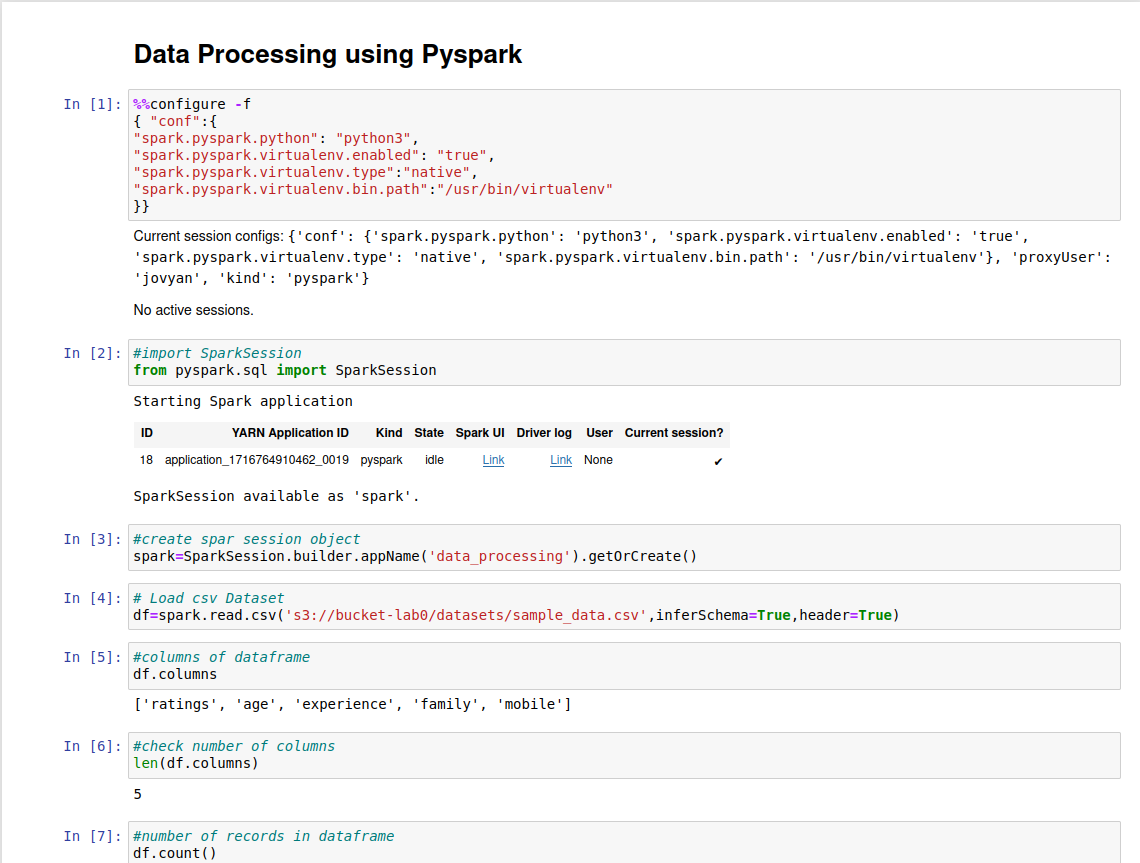 Data Processing using Pyspark
In [1]: %%configure -f
{ "conf":{
"spark.pyspark.python": "python3",
"spark.pyspark.virtualenv.enabled": "true",
"spark.pyspark.virtualenv.type":"native",
"spark.pyspark.virtualenv.bin.path":"/usr/bin/virtualenv"
}}
Current session configs: {'conf': {'spark.pyspark.python': 'python3', 'spark.pyspark.virtualenv.enabled': 'true',
'spark.pyspark.virtualenv.type': 'native', 'spark.pyspark.virtualenv.bin.path': '/usr/bin/virtualenv'}, 'proxyUser':
'jovyan', 'kind': 'pyspark'}
No active sessions.
In [2]: #import SparkSession
from pyspark.sql import SparkSession
Starting Spark application
ID YARN Application ID Kind State Spark UI Driver log User Current session?
18 application_1716764910462_0019 pyspark idle Link Link None ✔
SparkSession available as 'spark'.
In [3]: #create spar session object
spark=SparkSession.builder.appName('data_processing').getOrCreate()
In [4]: # Load csv Dataset
df=spark.read.csv('s3://bucket-lab0/datasets/sample_data.csv',inferSchema=True,header=True)
In [5]: #columns of dataframe
df.columns
['ratings', 'age', 'experience', 'family', 'mobile']
In [6]: #check number of columns
len(df.columns)
5
In [7]: #number of records in dataframe
df.count()